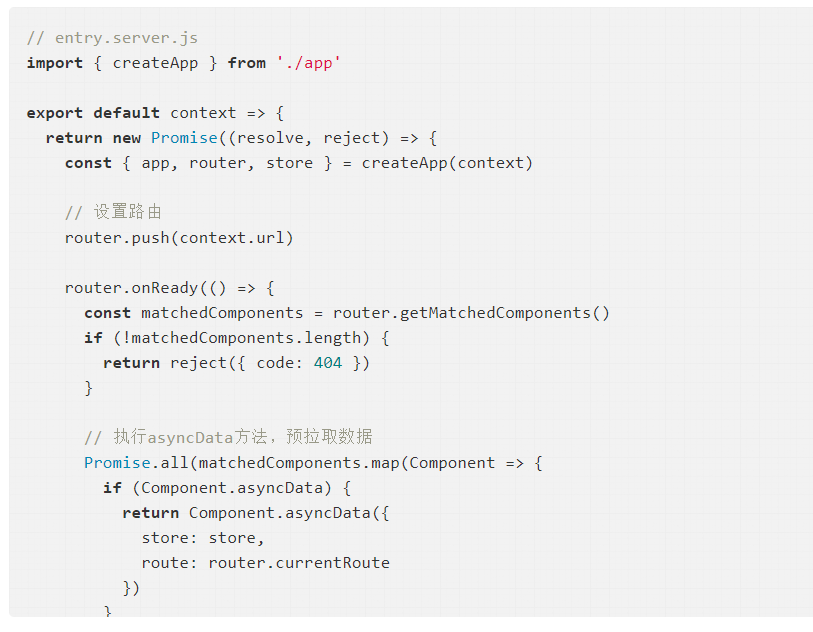 // entry.server.js
import { createApp } from './app'
export default context => {
return new Promise((resolve, reject) => {
const { app, router, store } = createApp(context)
// 设置路由
router.push(context.url)
router.onReady(() => {
const matchedComponents = router.getMatchedComponents()
if (!matchedComponents.length) {
return reject({ code: 404 })
}
// 执行asyncData方法，预拉取数据
Promise.all(matchedComponents.map(Component => {
if (Component.asyncData) {
return Component.asyncData({
store: store,
route: router.currentRoute
})
}